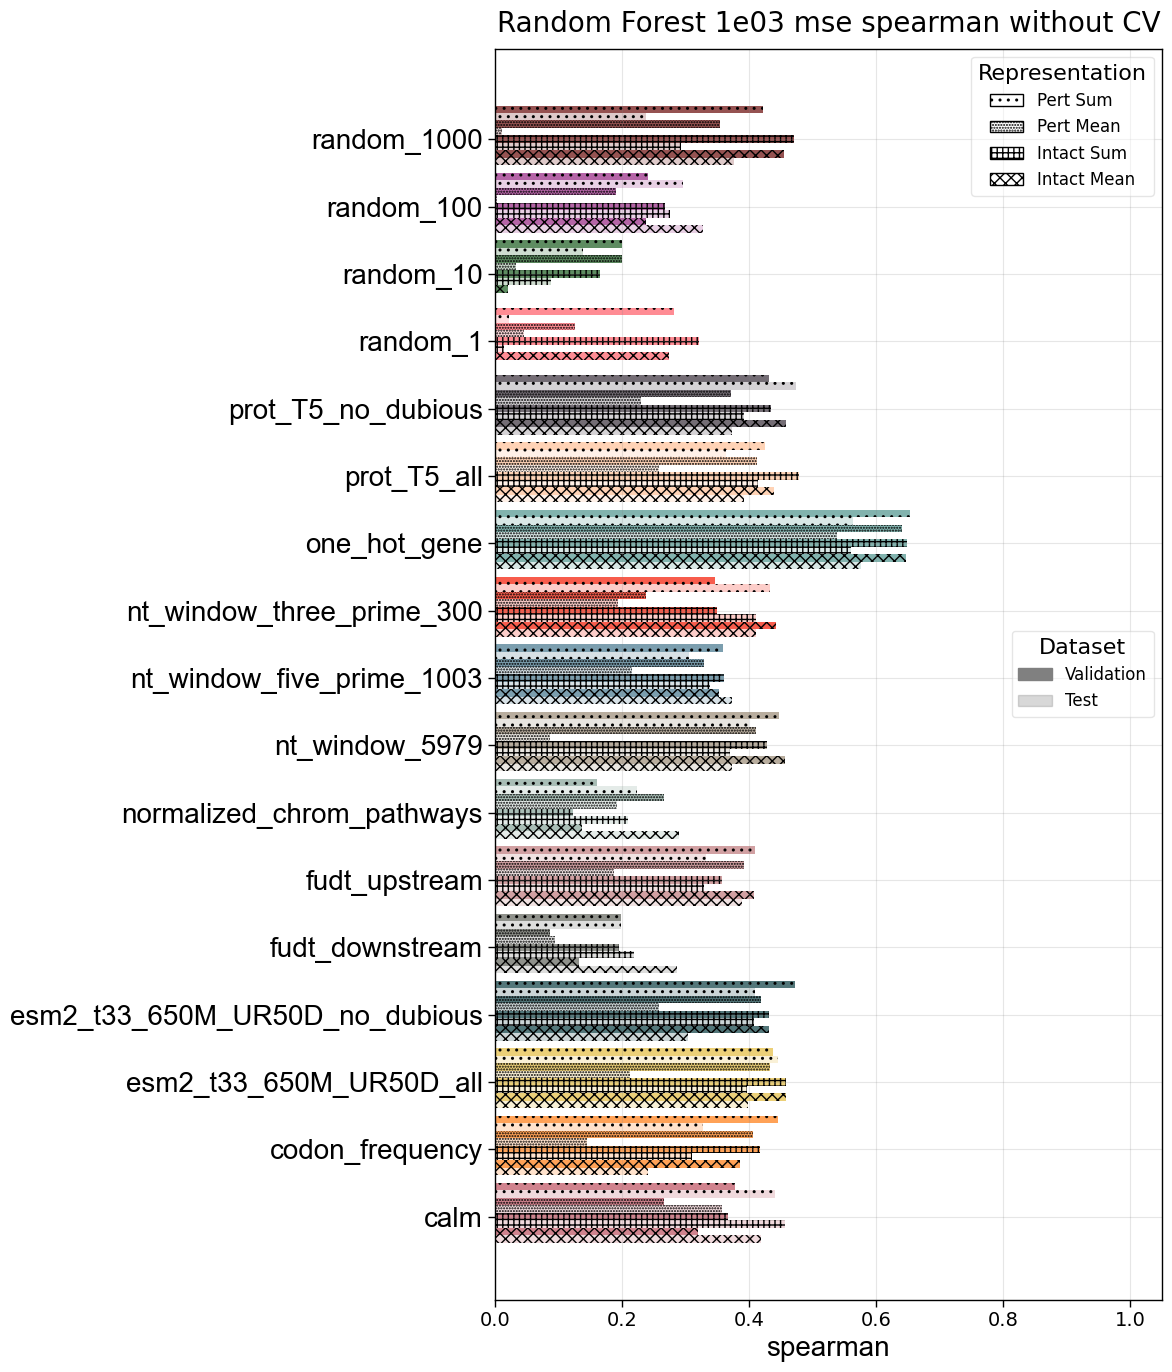 Random Forest 1e03 mse spearman without CV
Representation
Pert Sum
Pert Mean
Intact Sum
Intact Mean
random_1000
random_100
random_10
random_1
prot_T5_no_dubious
prot_T5_all
one_hot_gene
nt_window_three_prime_300
nt_window_five_prime_1003
nt_window_5979
normalized_chrom_pathways
fudt_upstream
fudt_downstream
esm2_t33_650M_UR50D_no_dubious
esm2_t33_650M_UR50D_all
codon_frequency
calm
Dataset
Validation
Test
0.0 0.2 0.4 0.6 0.8 1.0
spearman